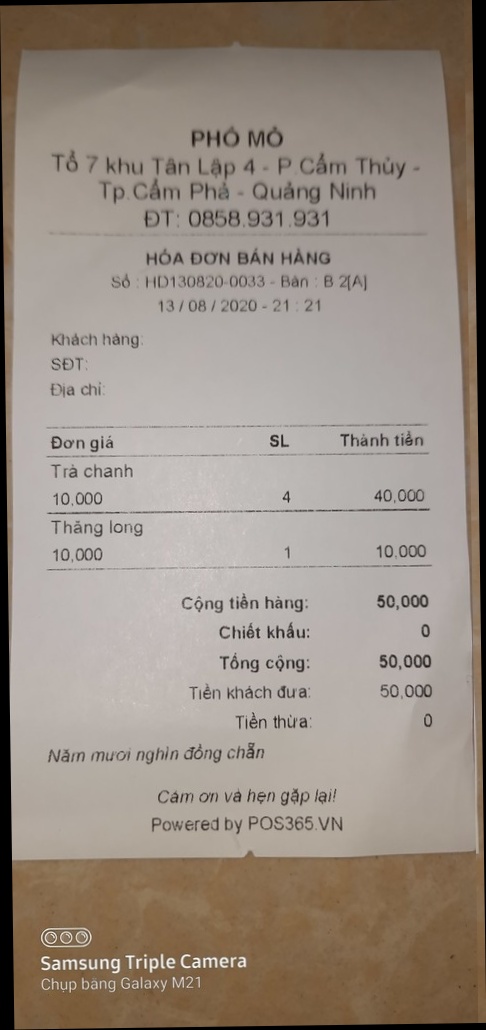 PHỐ MỎ
Tổ 7 khu Tân Lập 4 - P.Cẩm Thủy -
Tp.Cẩm Phả - Quảng Ninh
ĐT: 0858.931.931
HÓA ĐƠN BÁN HÀNG
Số : HD130820-0033 - Bàn : B 2[A]
13 / 08 / 2020 - 21 : 21
Khách hàng:
SĐT:
Địa chỉ:
Đơn giá SL Thành tiền
Trà chanh
10,000 4 40,000
Thăng long
10,000 1 10,000
Cộng tiền hàng: 50,000
Chiết khấu: 0
Tổng cộng: 50,000
Tiền khách đưa: 50,000
Tiền thừa: 0
Năm mươi nghìn đồng chẵn
Cảm ơn và hẹn gặp lại!
Powered by POS365.VN
Samsung Triple Camera
Chụp bằng Galaxy M21